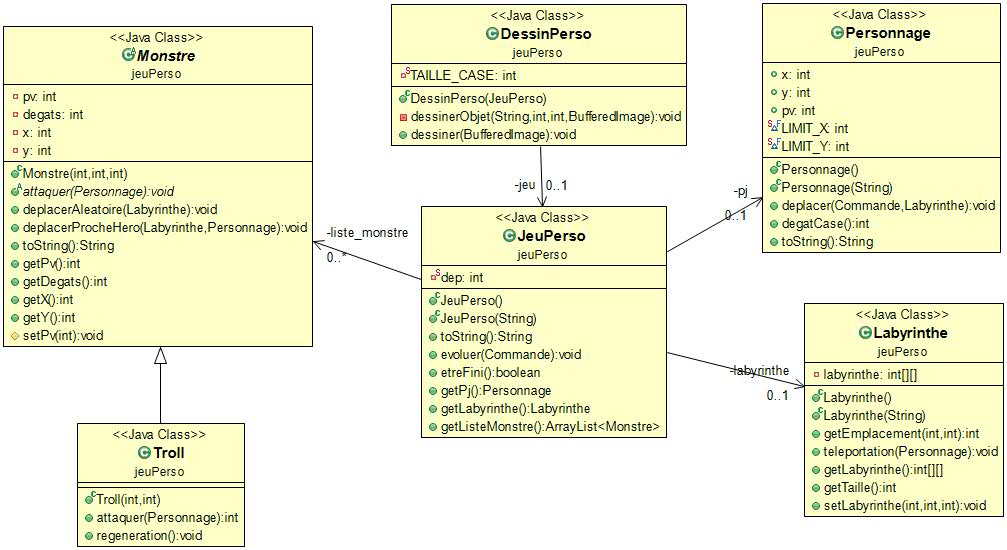 <<Java Class>>
Monstre
jeuPerso
pv: int
degats: int
x: int
y: int
Monstre(int,int,int)
attaquer(Personnage):void
deplacerAleatoire(Labyrinthe):void
deplacerProcheHero(Labyrinthe,Personnage):void
toString():String
getPv():int
getDegats():int
getX():int
getY():int
setPv(int):void
<<Java Class>>
DessinPerso
jeuPerso
TAILLE_CASE: int
DessinPerso(JeuPerso)
dessinerObjet(String,int,int,BufferedImage):void
dessiner(BufferedImage):void
<<Java Class>>
Personnage
jeuPerso
x: int
y: int
pv: int
LIMIT_X: int
LIMIT_Y: int
Personnage()
Personnage(String)
deplacer(Commande,Labyrinthe):void
degatCase():int
toString():String
-jeu
0..1
-pj
0..1
-liste_monstre
0..*
<<Java Class>>
JeuPerso
jeuPerso
dep: int
JeuPerso()
JeuPerso(String)
toString():String
evoluer(Commande):void
etreFini():boolean
getPj():Personnage
getLabyrinthe():Labyrinthe
getListeMonstre():ArrayList<Monstre>
-labyrinthe
0..1
<<Java Class>>
Labyrinthe
jeuPerso
labyrinthe: int[][]
Labyrinthe()
Labyrinthe(String)
getEmplacement(int,int):int
teleportation(Personnage):void
getLabyrinthe():int[][]
getTaille():int
setLabyrinthe(int,int,int):void
<<Java Class>>
Troll
jeuPerso
Troll(int,int)
attaquer(Personnage):int
regeneration():void